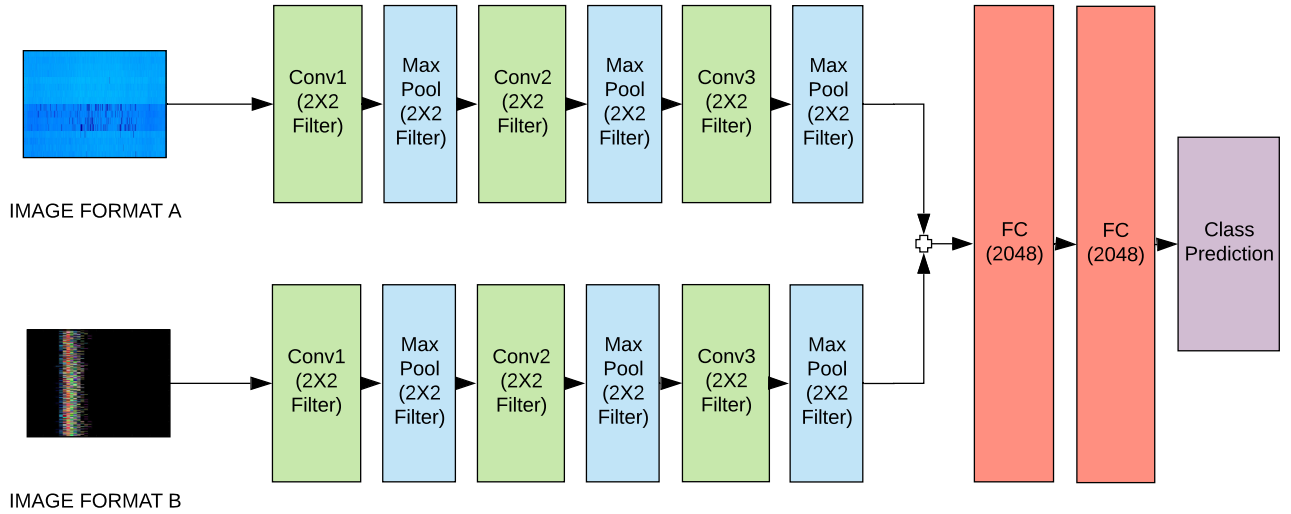 Conv1
(2X2
Filter)
Max
Pool
(2X2
Filter)
Conv2
(2X2
Filter)
Max
Pool
(2X2
Filter)
Conv3
(2X2
Filter)
Max
Pool
(2X2
Filter)
IMAGE FORMAT A
FC
(2048)
FC
(2048)
Class
Prediction
Conv1
(2X2
Filter)
Max
Pool
(2X2
Filter)
Conv2
(2X2
Filter)
Max
Pool
(2X2
Filter)
Conv3
(2X2
Filter)
Max
Pool
(2X2
Filter)
IMAGE FORMAT B